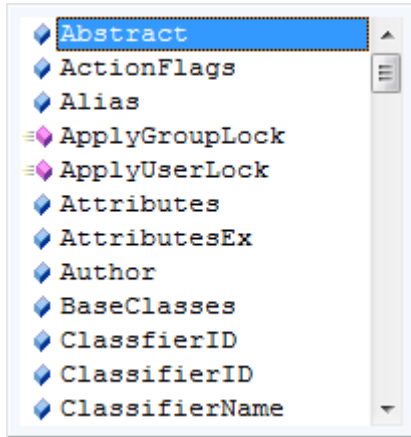 Abstract
ActionFlags
Alias
ApplyGroupLock
ApplyUserLock
Attributes
AttributesEx
Author
BaseClasses
ClassfierID
ClassifierID
ClassifierName